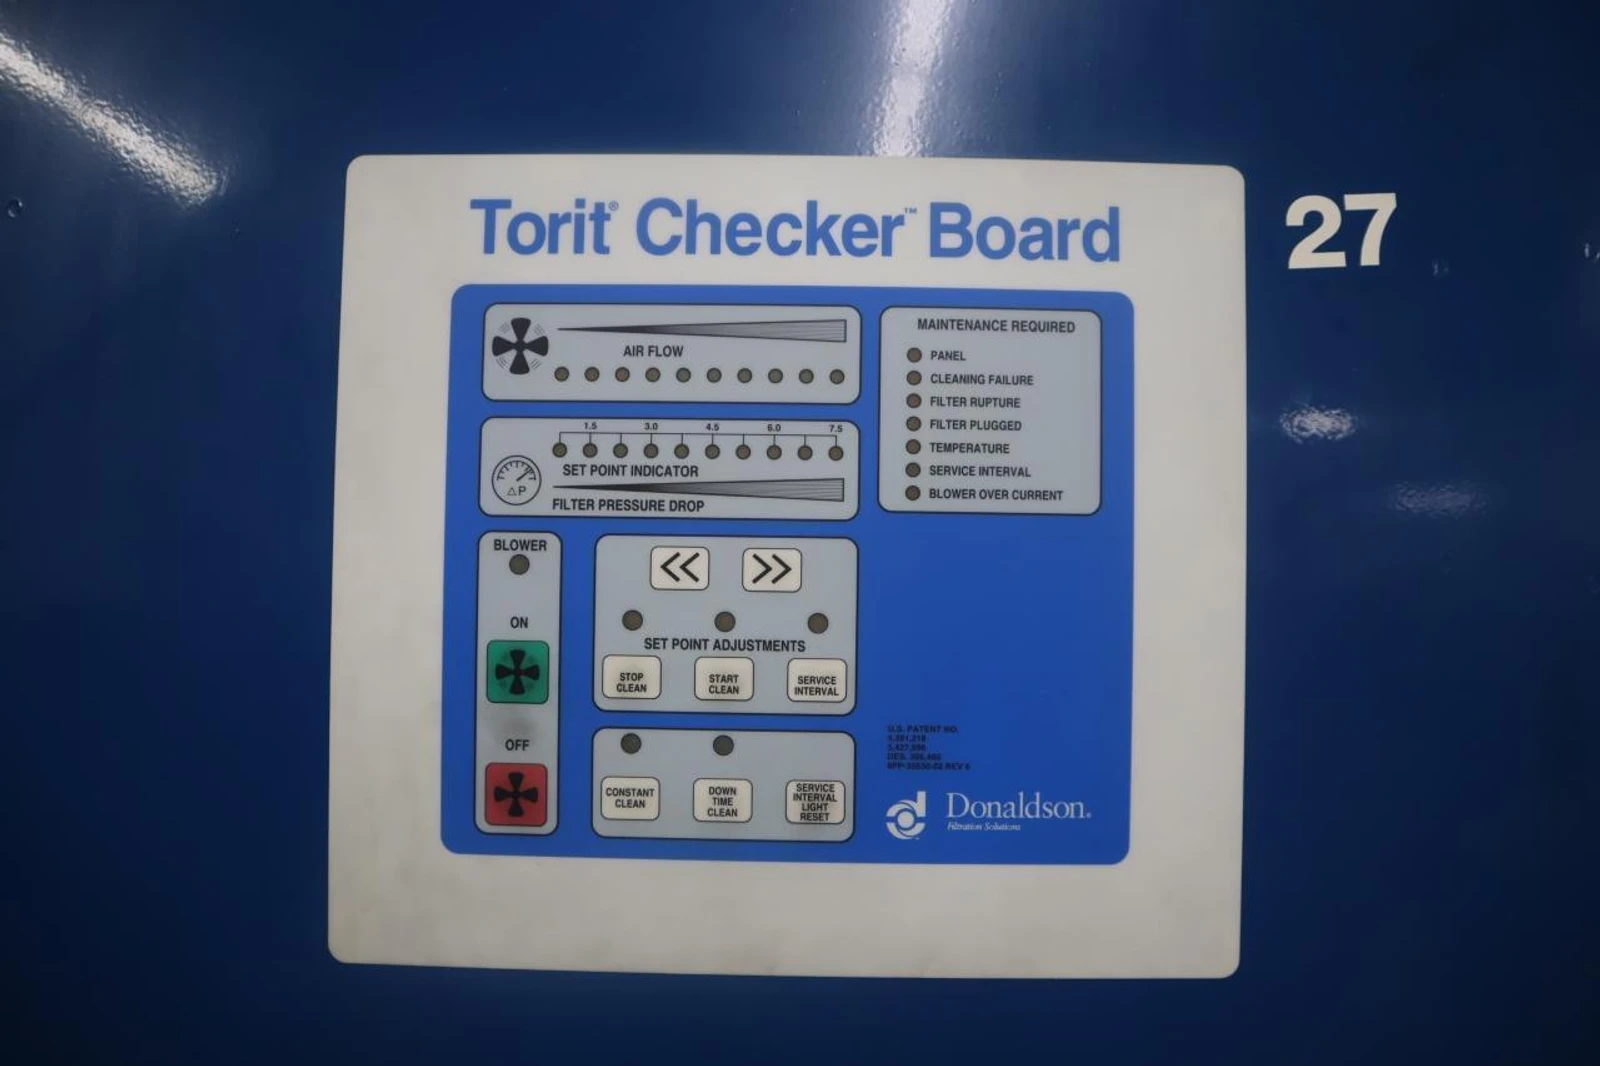 Torit® Checker™ Board
27
AIR FLOW
1.5 3.0 4.5 6.0 7.5
SET POINT INDICATOR
△P
FILTER PRESSURE DROP
MAINTENANCE REQUIRED
PANEL
CLEANING FAILURE
FILTER RUPTURE
FILTER PLUGGED
TEMPERATURE
SERVICE INTERVAL
BLOWER OVER CURRENT
BLOWER
ON
OFF
<< >>
SET POINT ADJUSTMENTS
STOP
CLEAN
START
CLEAN
SERVICE
INTERVAL
CONSTANT
CLEAN
DOWN
TIME
CLEAN
SERVICE
INTERVAL
LIGHT
RESET
U.S. PATENT NO.
Donaldson®
Filtration Solutions